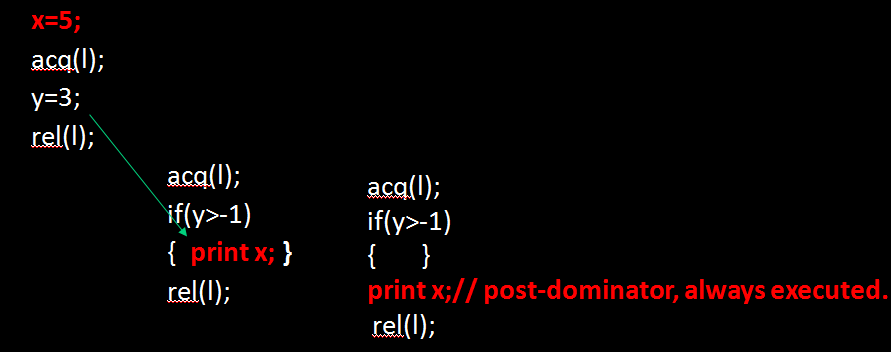 x=5;
acq(l);
y=3;
rel(l);
acq(l);
if(y>-1)
{ print x; }
rel(l);
acq(l);
if(y>-1)
{ }
print x;// post-dominator, always executed.
rel(l);